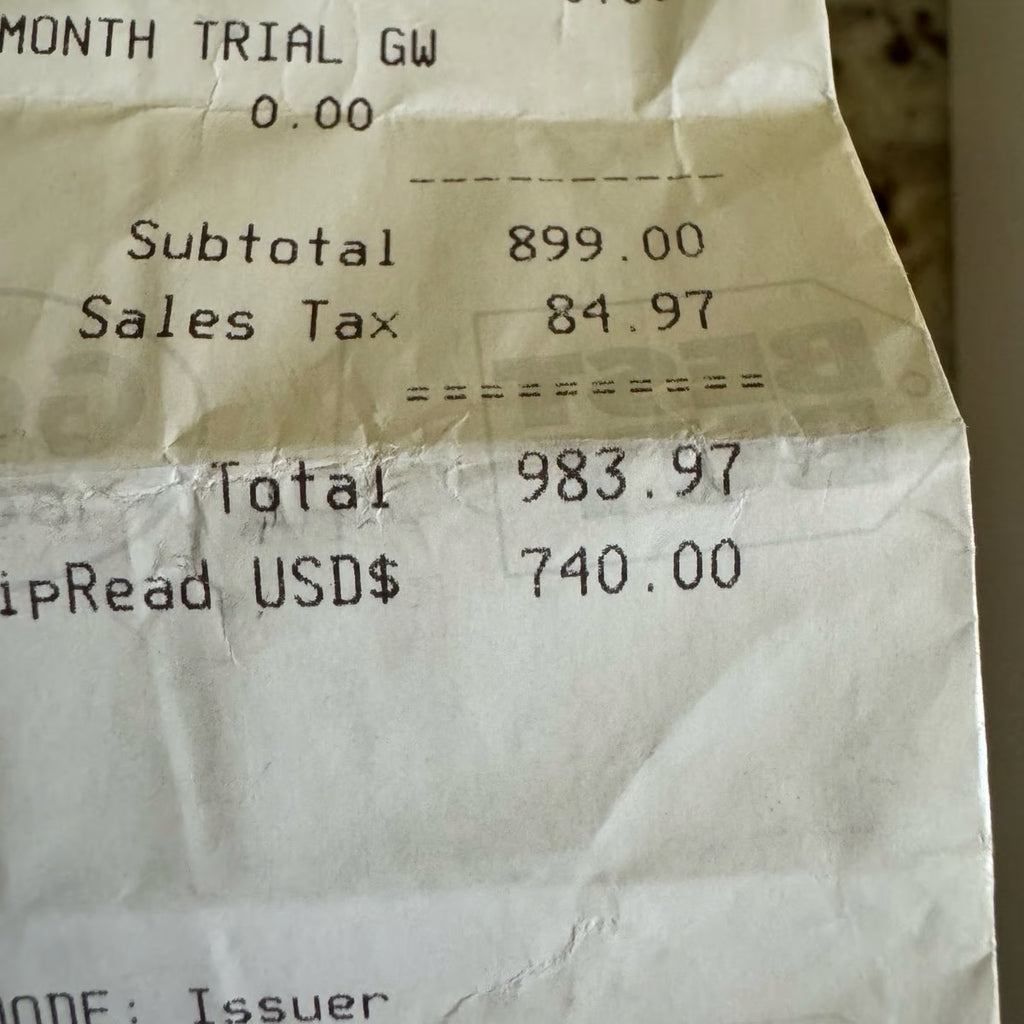 MONTH TRIAL GW
0.00
----------
Subtotal 899.00
Sales Tax 84.97
==========
Total 983.97
ipRead USD$ 740.00
MODE: Issuer